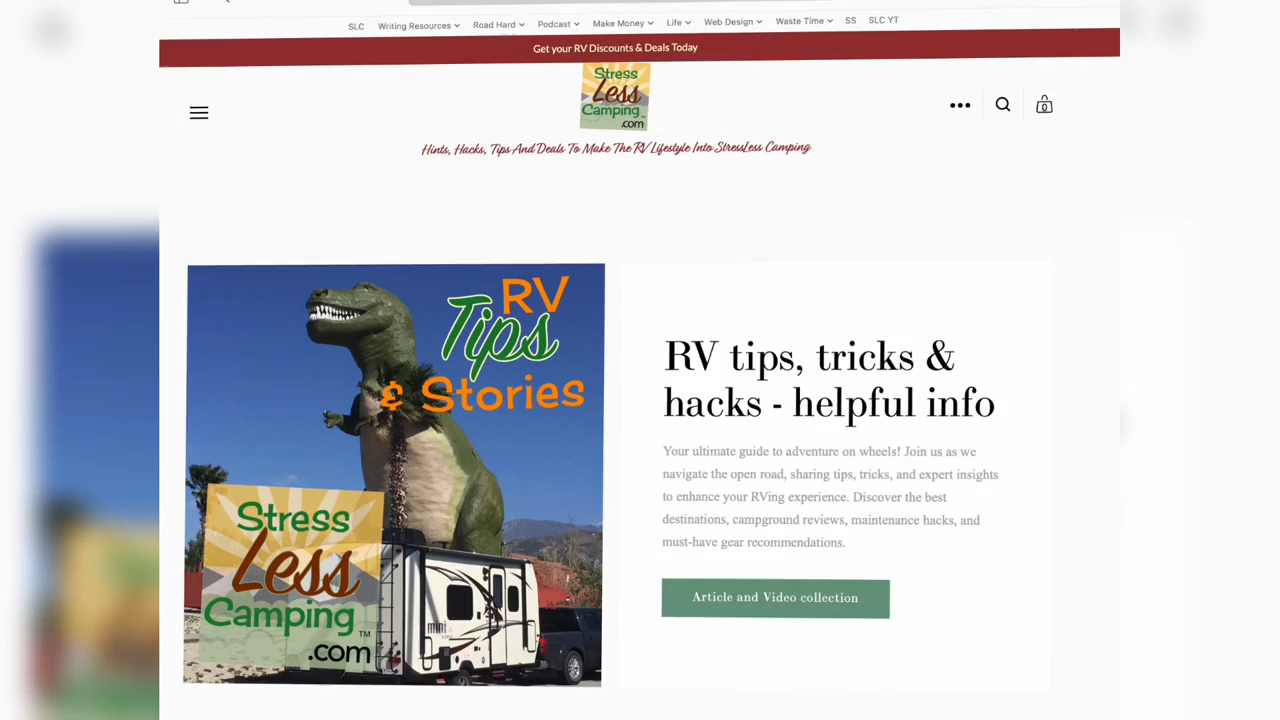 SLC Writing Resources Road Hard Podcast Make Money Life Web Design Waste Time SS SLC YT
Get your RV Discounts & Deals Today
Stress
Less
Camping
.com
0
Hints, Hacks, Tips And Deals To Make The RV Lifestyle Into StressLess Camping
RV
Tips
& Stories
Stress
Less
Camping™
.com
mini
RV tips, tricks &
hacks - helpful info
Your ultimate guide to adventure on wheels! Join us as we
navigate the open road, sharing tips, tricks, and expert insights
to enhance your RVing experience. Discover the best
destinations, campground reviews, maintenance hacks, and
must-have gear recommendations.
Article and Video collection